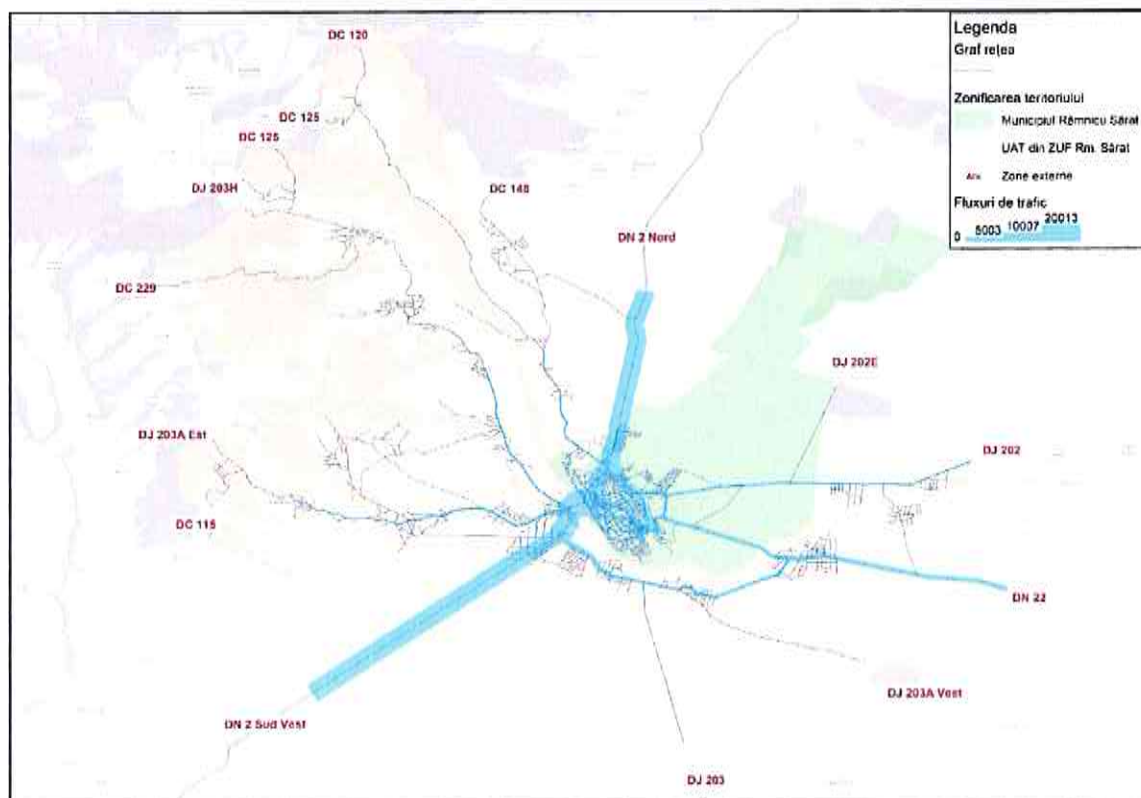 Legenda
Graf rețea
Zonificarea teritoriului
Municipiul Râmnicu Sărat
UAT din ZUF Rm. Sărat
Zone externe
Fluxuri de trafic
0 5003 10007 20013
DC 120
DC 125
DC 125
DJ 203H
DC 148
DN 2 Nord
DC 229
DJ 202E
DJ 203A Est
DJ 202
DC 115
DN 22
DJ 203A Vest
DN 2 Sud Vest
DJ 203